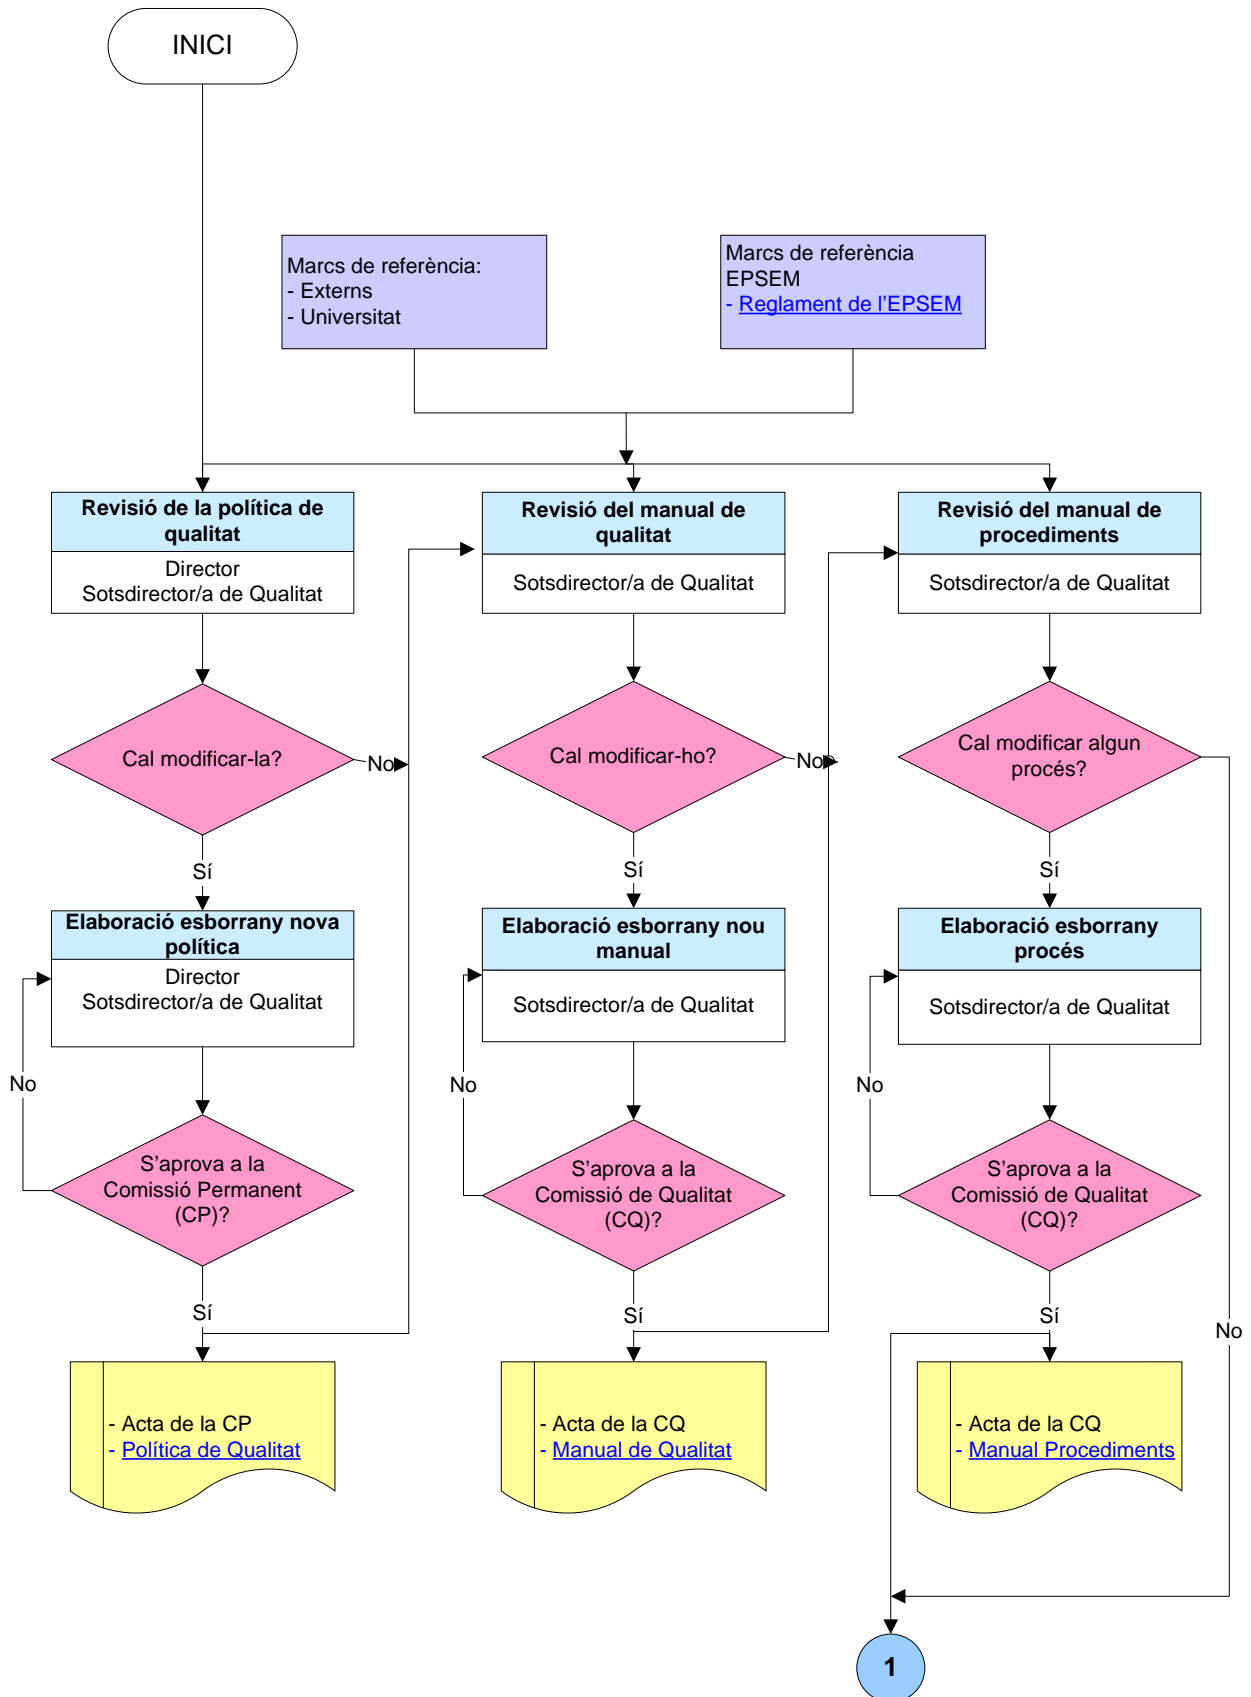 INICI
Marcs de referència:
- Externs
- Universitat
Marcs de referència
EPSEM
- Reglament de l'EPSEM
Revisió de la política de
qualitat
Director
Sotsdirector/a de Qualitat
Revisió del manual de
qualitat
Sotsdirector/a de Qualitat
Revisió del manual de
procediments
Sotsdirector/a de Qualitat
Cal modificar-la?
No
Cal modificar-ho?
No
Cal modificar algun
procés?
Sí
Sí
Sí
Elaboració esborrany nova
política
Director
Sotsdirector/a de Qualitat
Elaboració esborrany nou
manual
Sotsdirector/a de Qualitat
Elaboració esborrany
procés
Sotsdirector/a de Qualitat
No
No
No
S'aprova a la
Comissió Permanent
(CP)?
S'aprova a la
Comissió de Qualitat
(CQ)?
S'aprova a la
Comissió de Qualitat
(CQ)?
Sí
Sí
Sí
No
- Acta de la CP
- Política de Qualitat
- Acta de la CQ
- Manual de Qualitat
- Acta de la CQ
- Manual Procediments
1